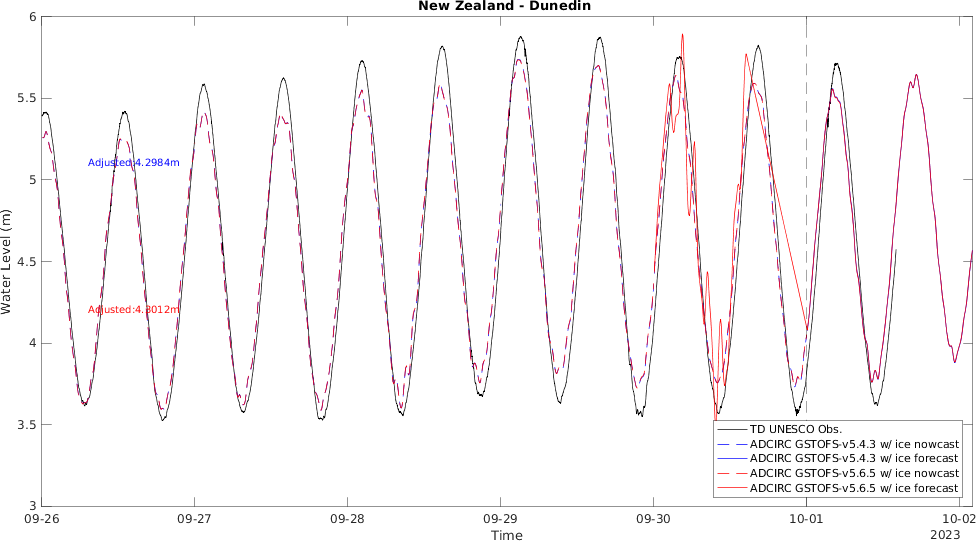 New Zealand - Dunedin
Water Level (m)
6
5.5
5
4.5
4
3.5
3
Adjusted:4.2984m
Adjusted:4.3012m
TD UNESCO Obs.
ADCIRC GSTOFS-v5.4.3 w/ ice nowcast
ADCIRC GSTOFS-v5.4.3 w/ ice forecast
ADCIRC GSTOFS-v5.6.5 w/ ice nowcast
ADCIRC GSTOFS-v5.6.5 w/ ice forecast
09-26 09-27 09-28 09-29 09-30 10-01 10-02
Time
2023